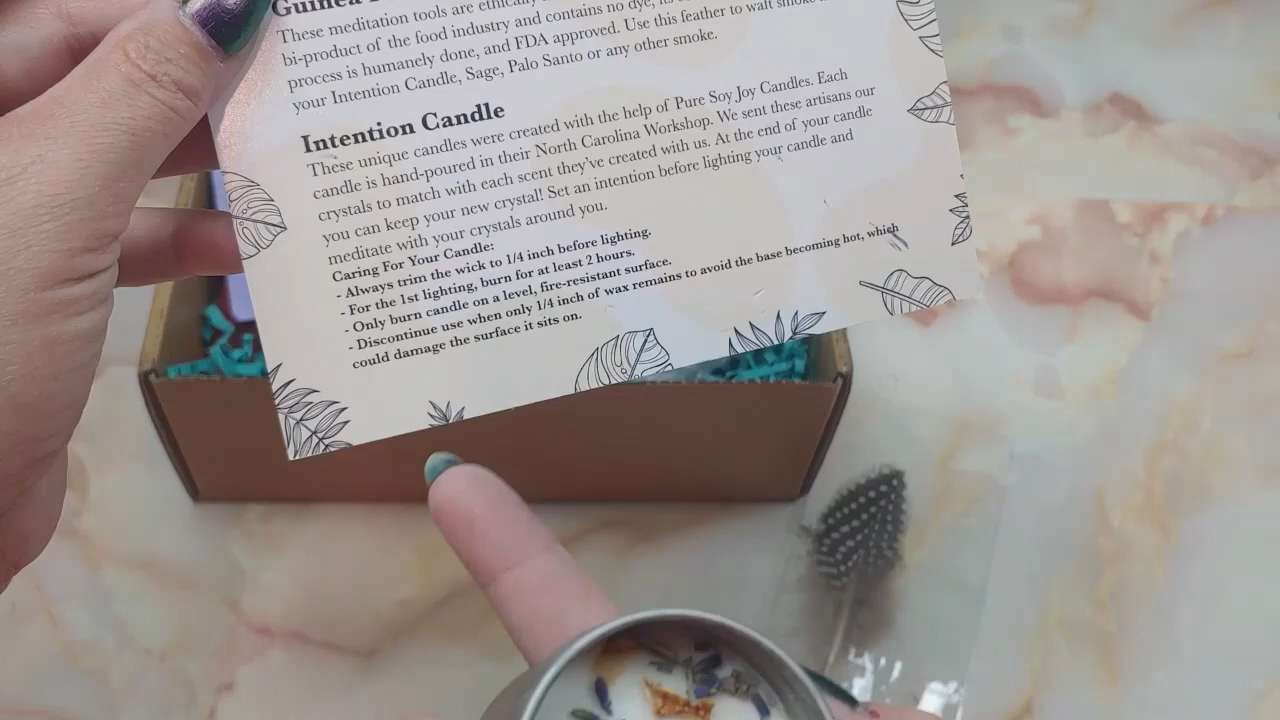 Guinea
These meditation tools are ethically
bi-product of the food industry and contains no dye, its
process is humanely done, and FDA approved. Use this feather to waft smoke
your Intention Candle, Sage, Palo Santo or any other smoke.
Intention Candle
These unique candles were created with the help of Pure Soy Joy Candles. Each
candle is hand-poured in their North Carolina Workshop. We sent these artisans our
crystals to match with each scent they've created with us. At the end of your candle
you can keep your new crystal! Set an intention before lighting your candle and
meditate with your crystals around you.
Caring For Your Candle:
- Always trim the wick to 1/4 inch before lighting.
- For the 1st lighting, burn for at least 2 hours.
- Only burn candle on a level, fire-resistant surface.
- Discontinue use when only 1/4 inch of wax remains to avoid the base becoming hot, which
could damage the surface it sits on.